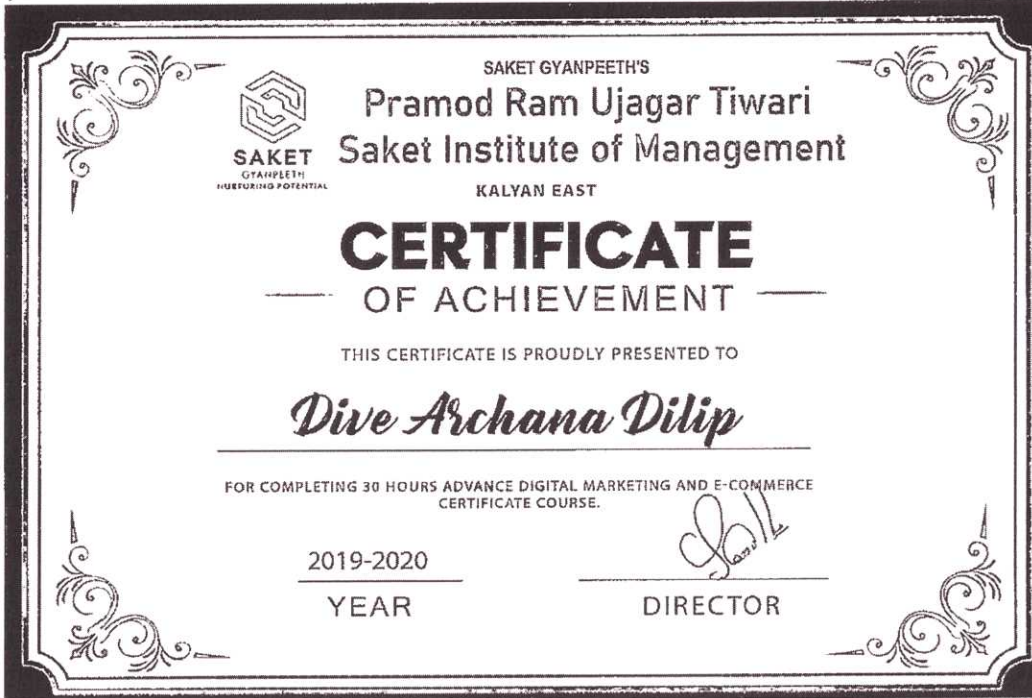 SAKET GYANPEETH'S
Pramod Ram Ujagar Tiwari
Saket Institute of Management
KALYAN EAST
SAKET
GYANPEETH
NURTURING POTENTIAL
CERTIFICATE
OF ACHIEVEMENT
THIS CERTIFICATE IS PROUDLY PRESENTED TO
Dive Archana Dilip
FOR COMPLETING 30 HOURS ADVANCE DIGITAL MARKETING AND E-COMMERCE
CERTIFICATE COURSE.
2019-2020
YEAR
DIRECTOR